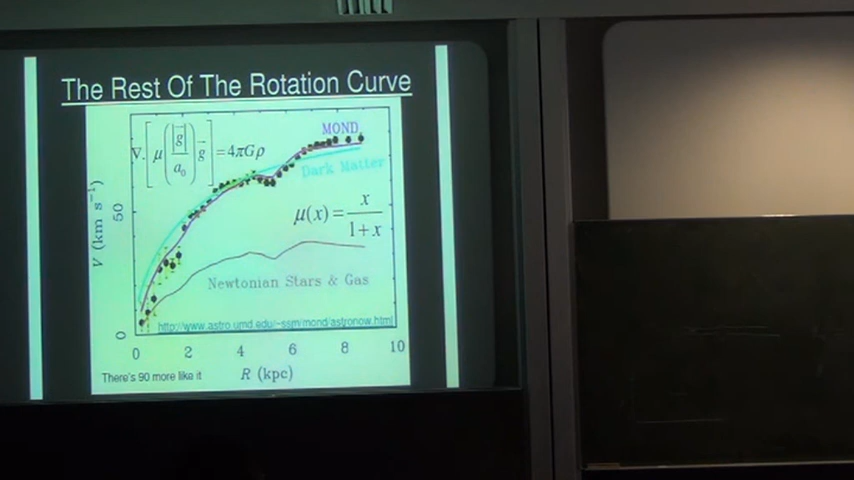 The Rest Of The Rotation Curve
MOND
∇·[μ(|g⃗|/a₀)g⃗]=4πGρ
Dark Matter
μ(x)=x/(1+x)
V (km s⁻¹)
50
0
Newtonian Stars & Gas
http://www.astro.umd.edu/~ssm/mond/astronow.html
0 2 4 6 8 10
There's 90 more like it
R (kpc)